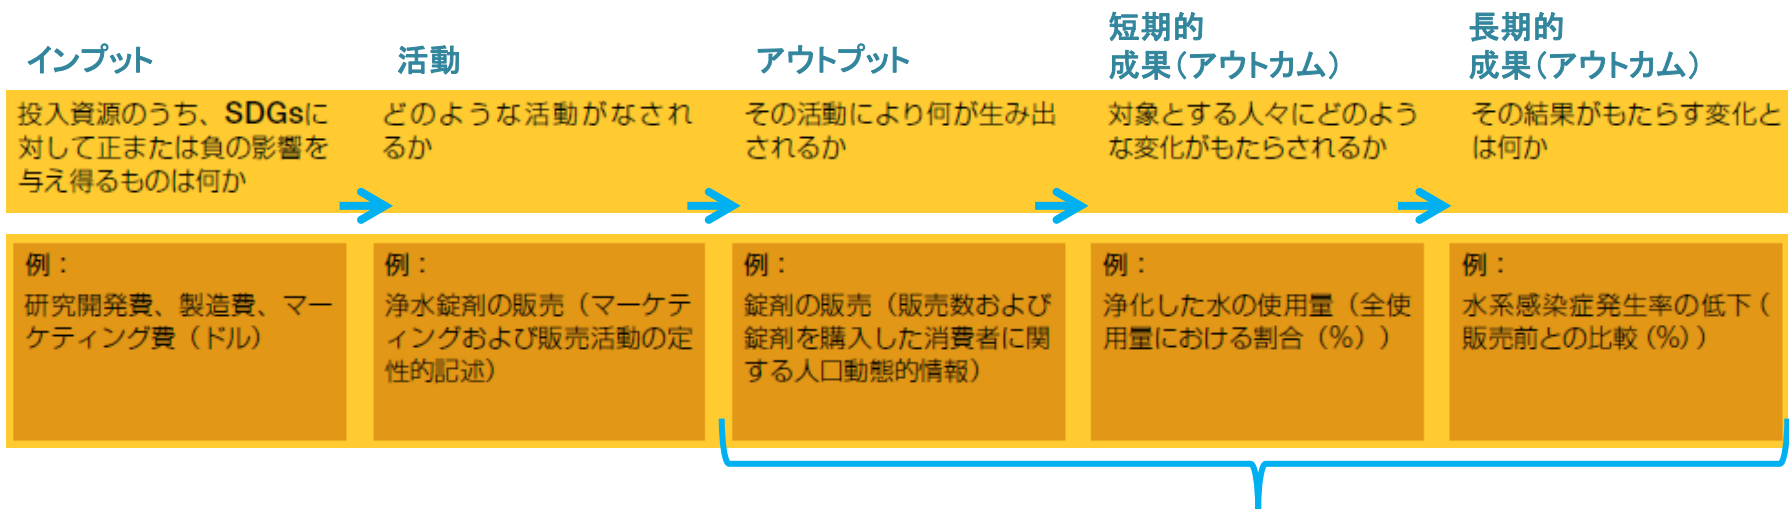 インプット
活動
アウトプット
短期的
成果（アウトカム）
長期的
成果（アウトカム）
投入資源のうち、SDGsに
対して正または負の影響を
与え得るものは何か
どのような活動がなされ
るか
その活動により何が生み出
されるか
対象とする人々にどのよう
な変化がもたらされるか
その結果がもたらす変化と
は何か
例：
研究開発費、製造費、マー
ケティング費（ドル）
例：
浄水錠剤の販売（マーケテ
ィングおよび販売活動の定
性的記述）
例：
錠剤の販売（販売数および
錠剤を購入した消費者に関
する人口動態的情報）
例：
浄化した水の使用量（全使
用量における割合（%））
例：
水系感染症発生率の低下（
販売前との比較（%））